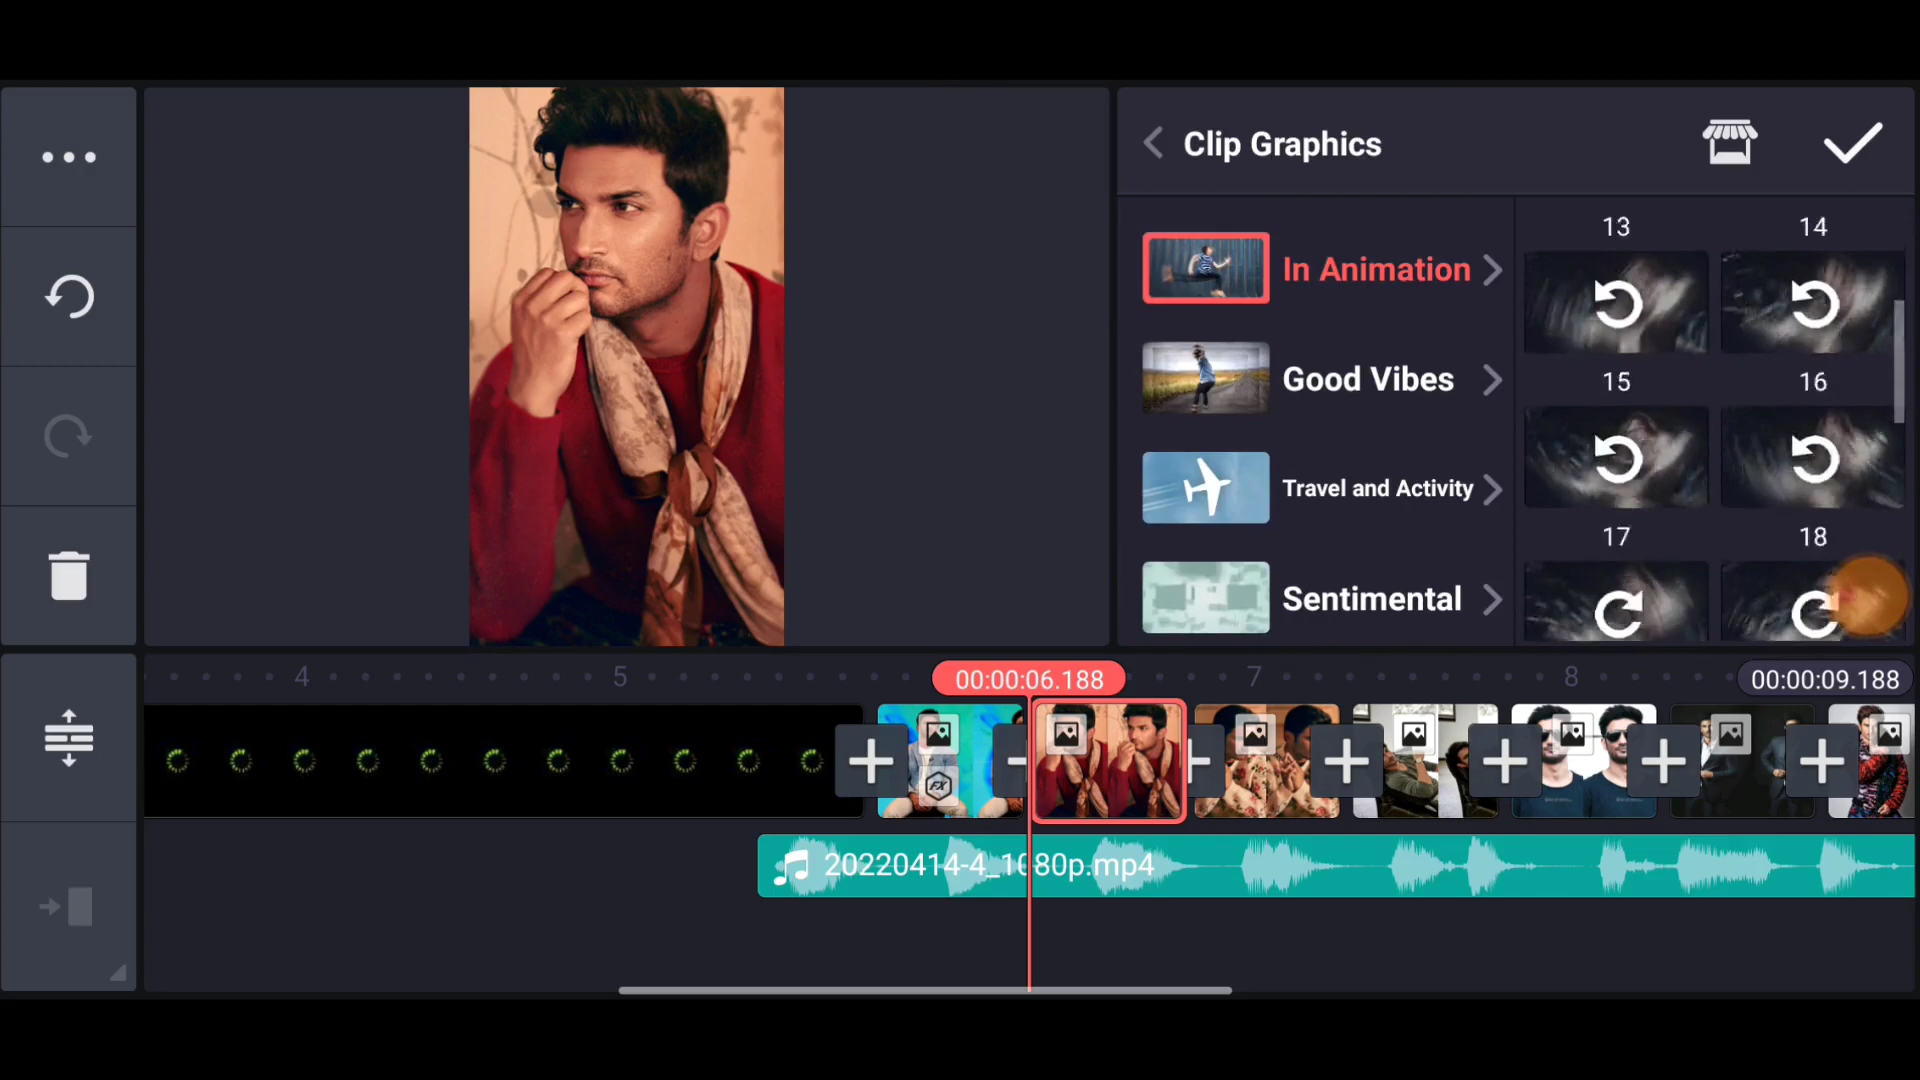 Clip Graphics
In Animation
Good Vibes
Travel and Activity
Sentimental
13
14
15
16
17
18
4
5
00:00:06.188
7
8
00:00:09.188
FX
20220414-4_1080p.mp4